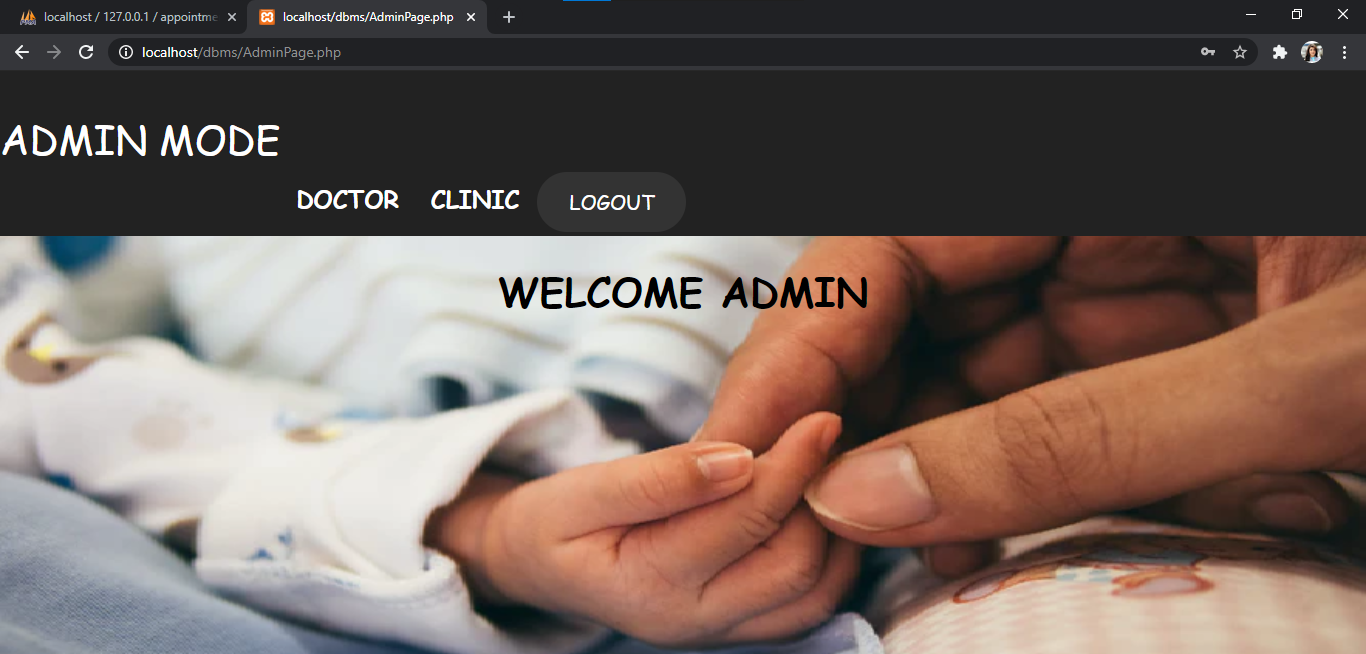 localhost / 127.0.0.1 / appointme
localhost/dbms/AdminPage.php
localhost/dbms/AdminPage.php
ADMIN MODE
DOCTOR CLINIC LOGOUT
WELCOME ADMIN